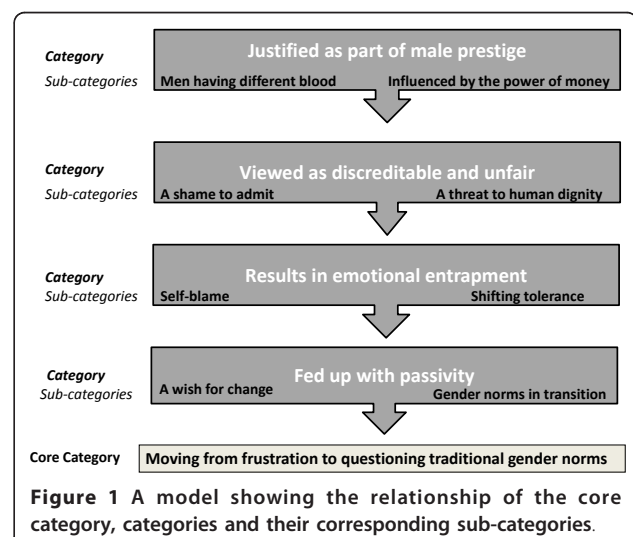 Justified as part of male prestige
Category
Sub-categories Men having different blood Influenced by the power of money
Viewed as discreditable and unfair
Category
Sub-categories A shame to admit A threat to human dignity
Results in emotional entrapment
Category
Sub-categories Self-blame Shifting tolerance
Fed up with passivity
Category
Sub-categories A wish for change Gender norms in transition
Core Category Moving from frustration to questioning traditional gender norms
Figure 1 A model showing the relationship of the core
category, categories and their corresponding sub-categories.